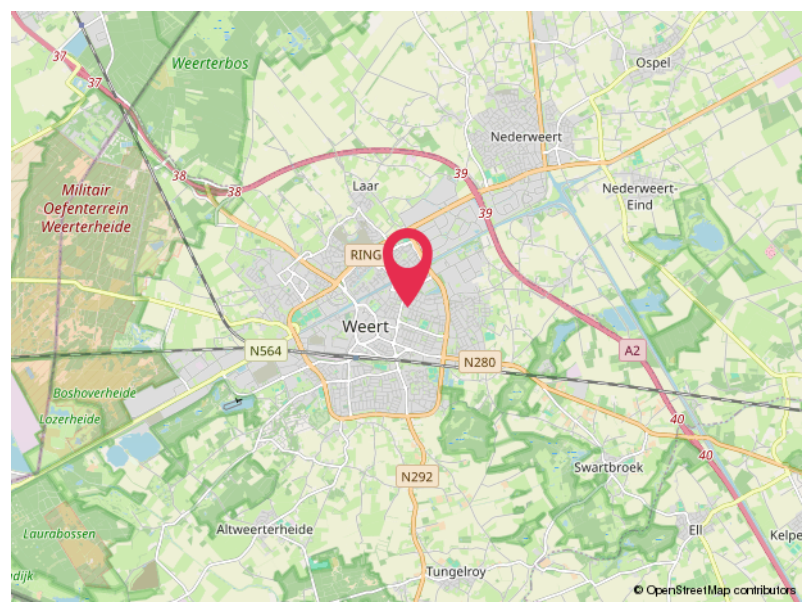 37
Weerterbos
Ospel
37
Nederweert
38
39
Laar
38
Nederweert-
Eind
Militair
Oefenterrein
Weerterheide
39
RING
Weert
N564
A2
N280
Boshoverheide
Lozerheide
40
40
Swartbroek
N292
Altweerterheide
Ell
Laurabossen
Kelpe
Tungelroy
dijk
© OpenStreetMap contributors